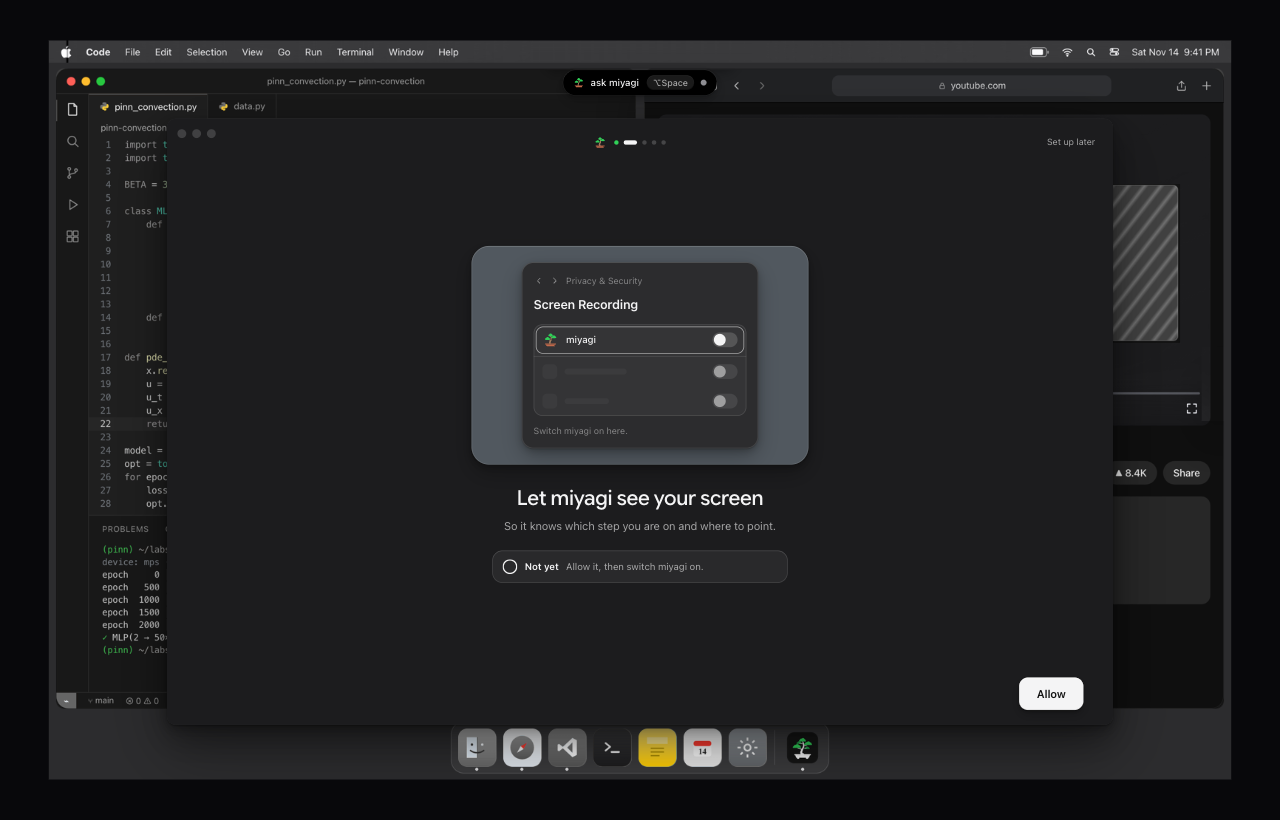 Code File Edit Selection View Go Run Terminal Window Help
Sat Nov 14 9:41 PM
pinn_convection.py — pinn-convection
ask miyagi ⌥Space
youtube.com
pinn_convection.py data.py
pinn-convection
Set up later
1 import t
2 import t
3
4 BETA = 3
5
6 class ML
7 def
8
9
10
11
12
13
14 def
15
16
17 def pde_
18 x.re
19 u =
20 u_t
21 u_x
22 retu
23
24 model =
25 opt = to
26 for epoc
27 loss
28 opt.
Privacy & Security
Screen Recording
miyagi
Switch miyagi on here.
Let miyagi see your screen
So it knows which step you are on and where to point.
Not yet Allow it, then switch miyagi on.
Allow
8.4K Share
PROBLEMS
(pinn) ~/labs
device: mps
epoch 0
epoch 500
epoch 1000
epoch 1500
epoch 2000
✓ MLP(2 → 50
(pinn) ~/labs
main 0 0
14